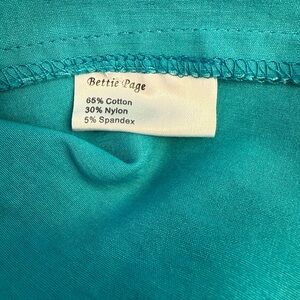 Bettie Page
65% Cotton
30% Nylon
5% Spandex